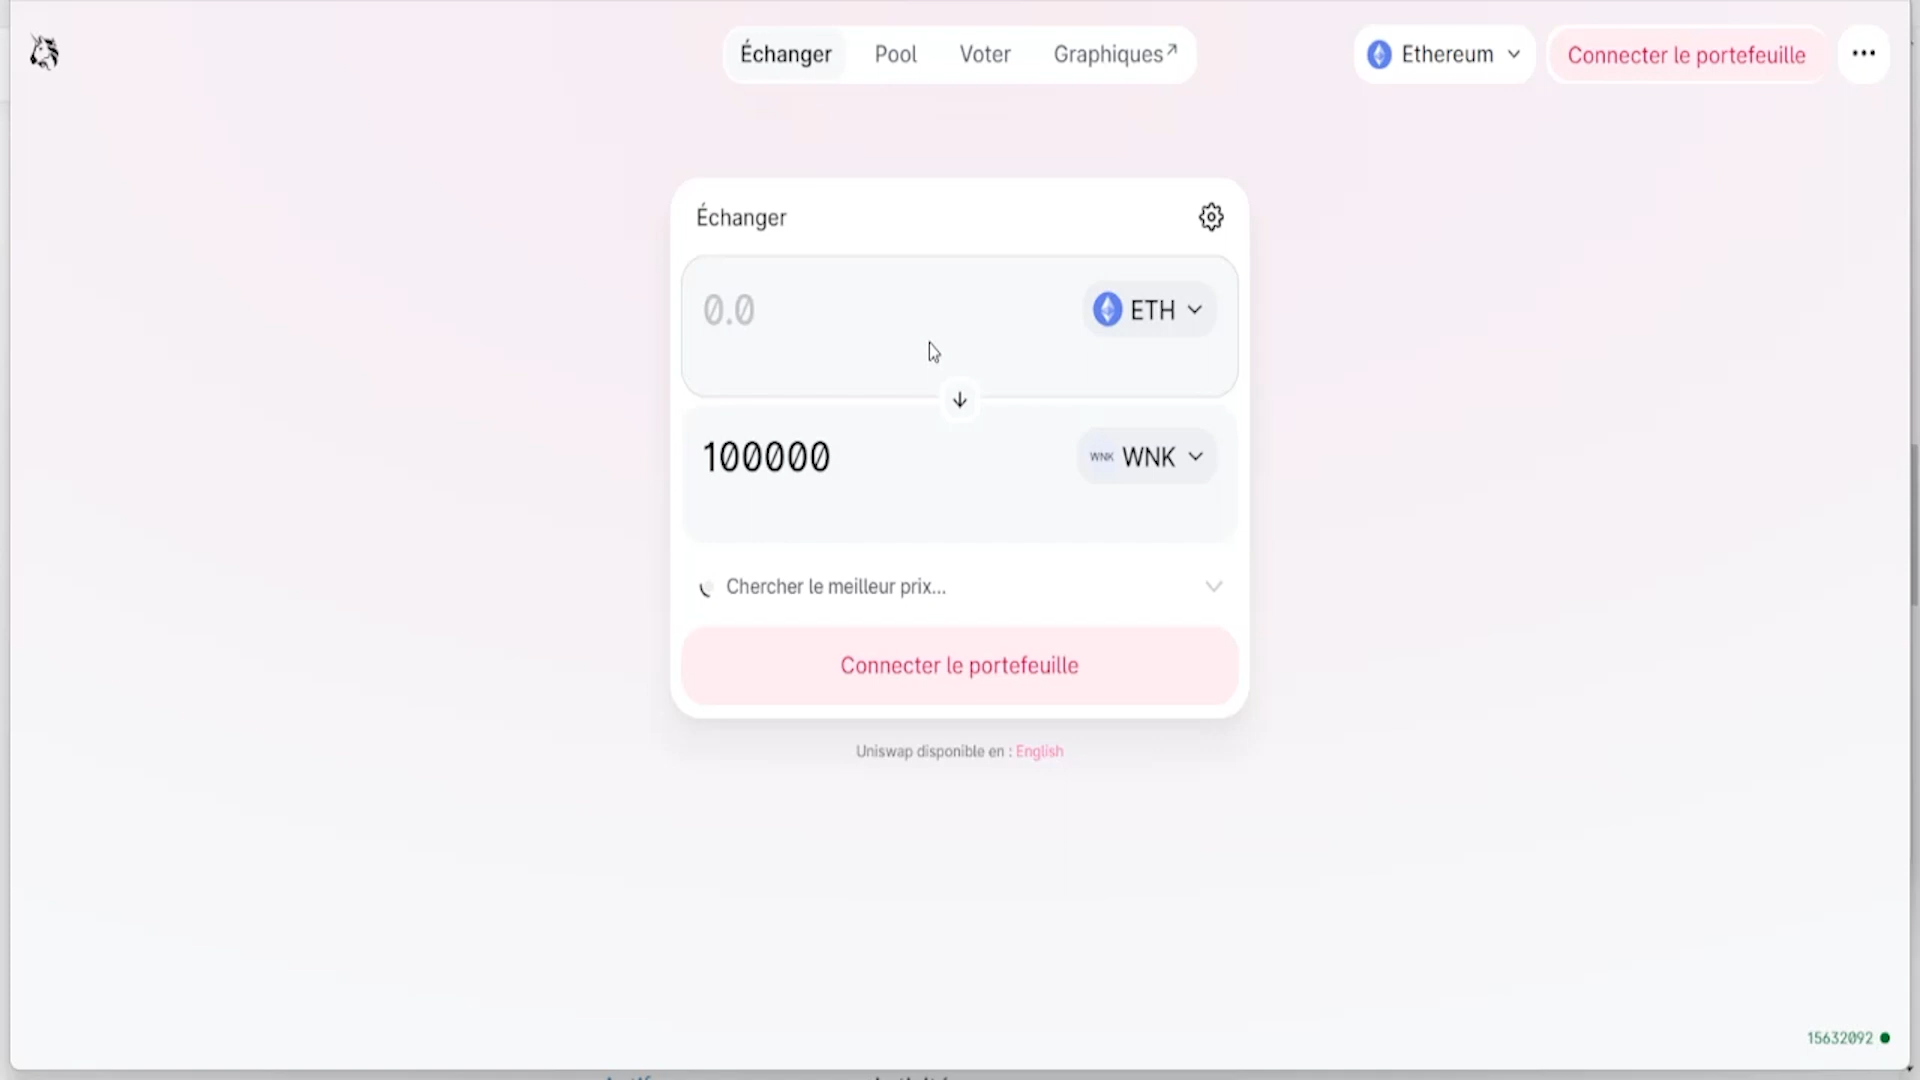 Échanger
Pool
Voter
Graphiques↗
Ethereum
Connecter le portefeuille
Échanger
0.0
ETH
100000
WNK
WNK
Chercher le meilleur prix...
Connecter le portefeuille
Uniswap disponible en : English
15632092